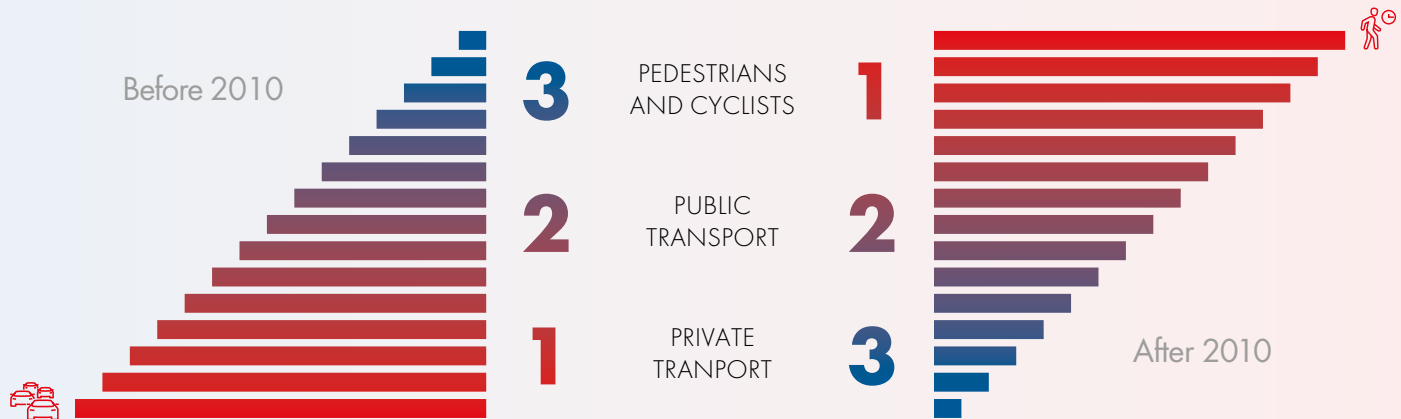 Before 2010
3
PEDESTRIANS
AND CYCLISTS
1
2
PUBLIC
TRANSPORT
2
1
PRIVATE
TRANPORT
3
After 2010